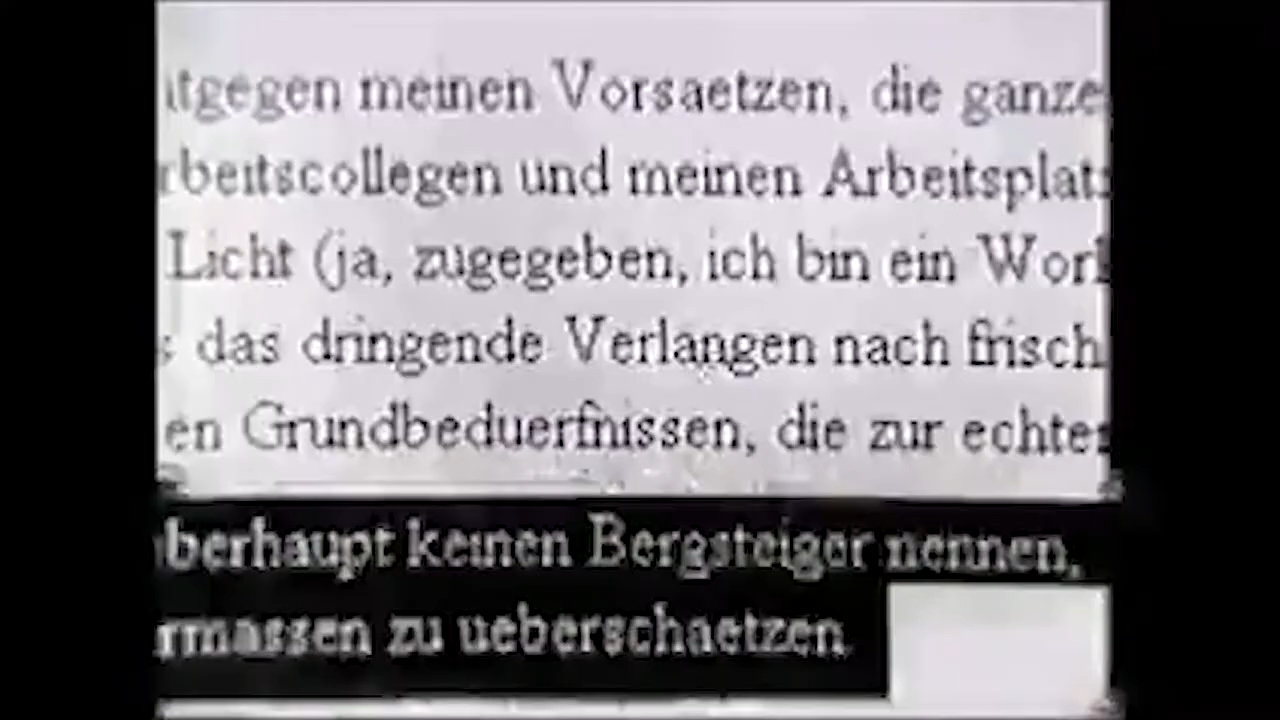 tgegen meinen Vorsaetzen, die ganze
rbeitscollegen und meinen Arbeitsplat
Licht (ja, zugegeben, ich bin ein Wor
das dringende Verlangen nach frisch
en Grundbeduerfnissen, die zur echte
berhaupt keinen Bergsteiger nennen,
rmassen zu ueberschaetzen.